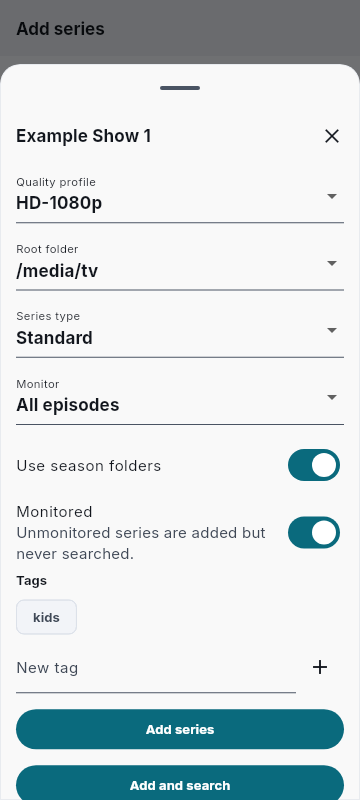 Add series
Example Show 1
Quality profile
HD-1080p
Root folder
/media/tv
Series type
Standard
Monitor
All episodes
Use season folders
Monitored
Unmonitored series are added but
never searched.
Tags
kids
New tag
Add series
Add and search